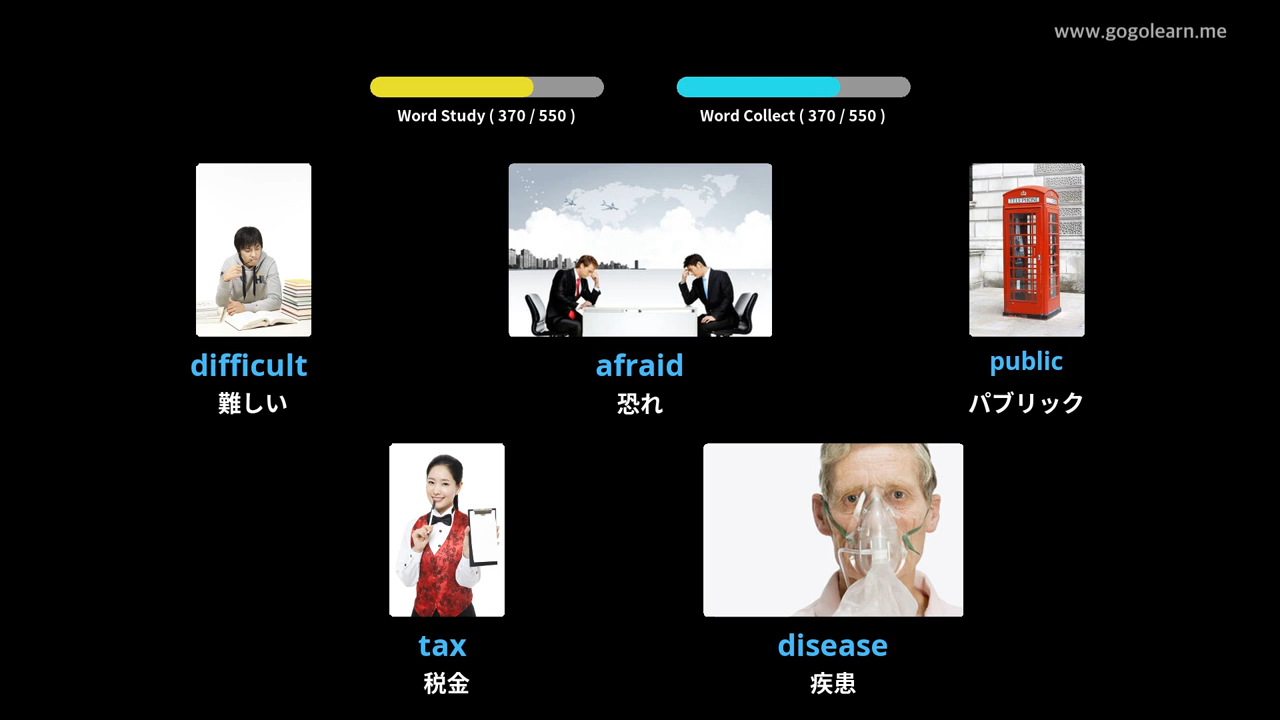 www.gogolearn.me
Word Study ( 370 / 550 )
Word Collect ( 370 / 550 )
TELEPHONE
difficult
afraid
public
難しい
恐れ
パブリック
tax
disease
税金
疾患